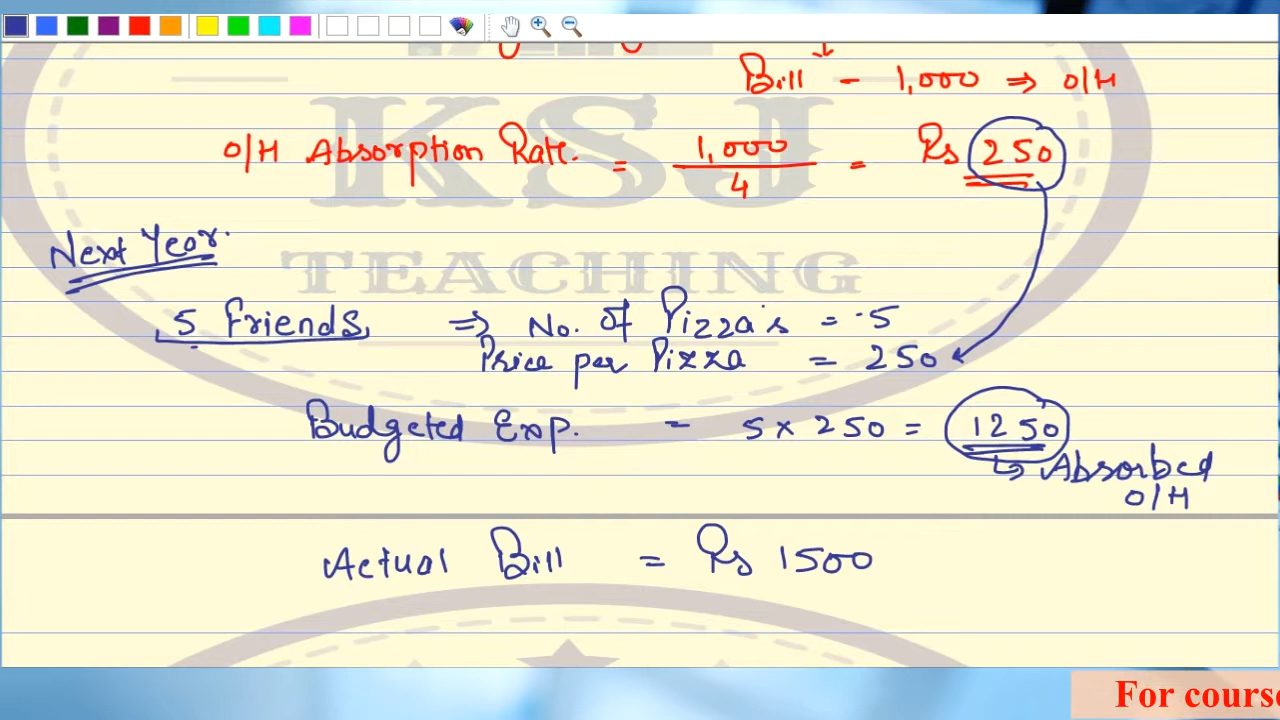 Bill - 1,000 ⇒ O/H
O/H Absorption Rate. = 1,000 / 4 = Rs 250
Next Year.
5 friends ⇒ No. of Pizza's = 5
Price per Pizza = 250
Budgeted Exp. = 5 x 250 = 1250
↳ Absorbed
O/H
Actual Bill = Rs 1500
KSJ
TEACHING
For course